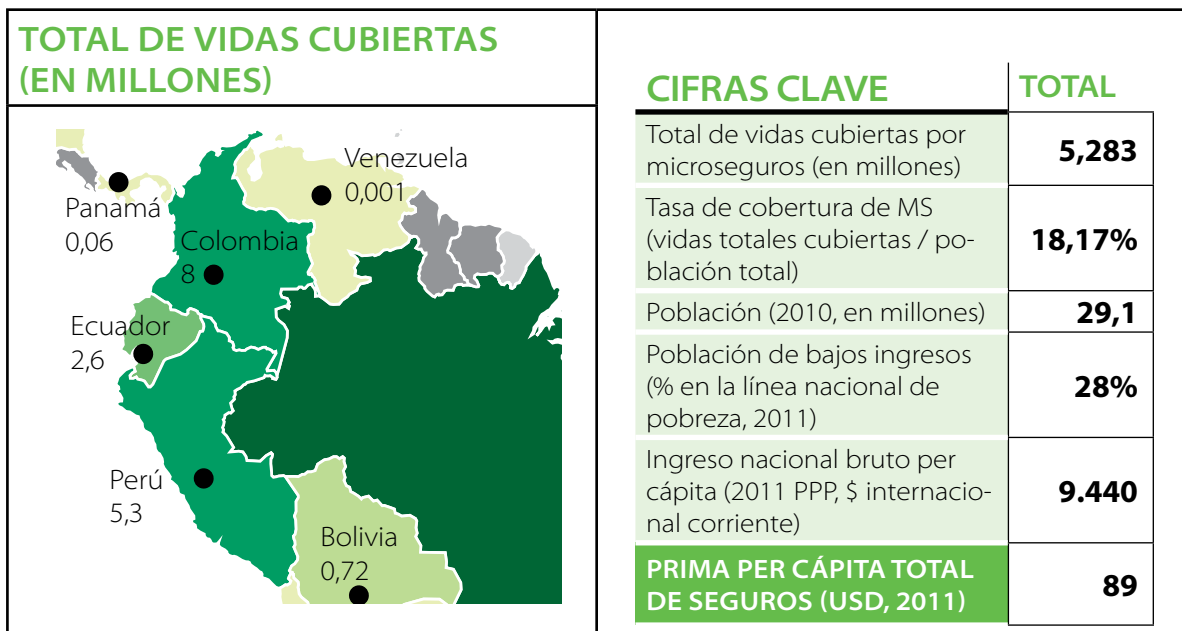 TOTAL DE VIDAS CUBIERTAS
(EN MILLONES)
Venezuela
0,001
Panamá
0,06
Colombia
8
Ecuador
2,6
Perú
5,3
Bolivia
0,72
CIFRAS CLAVE
TOTAL
Total de vidas cubiertas por
microseguros (en millones)
5,283
Tasa de cobertura de MS
(vidas totales cubiertas / po-
blación total)
18,17%
Población (2010, en millones)
29,1
Población de bajos ingresos
(% en la línea nacional de
pobreza, 2011)
28%
Ingreso nacional bruto per
cápita (2011 PPP, $ internacio-
nal corriente)
9.440
PRIMA PER CÁPITA TOTAL
DE SEGUROS (USD, 2011)
89